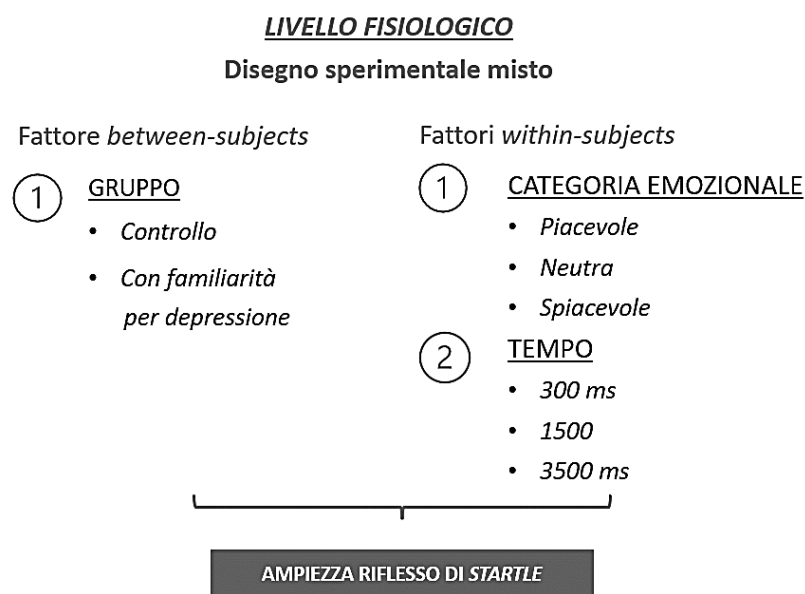 LIVELLO FISIOLOGICO
Disegno sperimentale misto
Fattore between-subjects
1 GRUPPO
• Controllo
• Con familiarità
per depressione
Fattori within-subjects
1 CATEGORIA EMOZIONALE
• Piacevole
• Neutra
• Spiacevole
2 TEMPO
• 300 ms
• 1500
• 3500 ms
AMPIEZZA RIFLESSO DI STARTLE